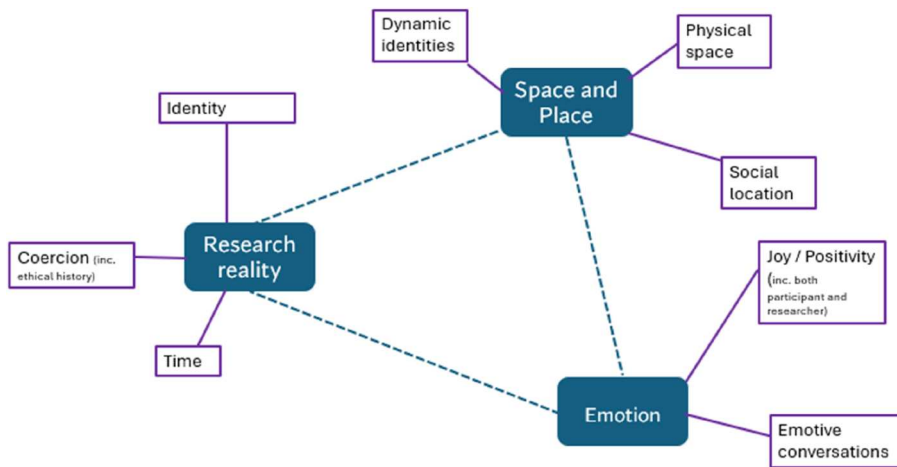 Dynamic
identities
Physical
space
Space and
Place
Identity
Social
location
Research
reality
Coercion (inc.
ethical history)
Joy / Positivity
(inc. both
participant and
researcher)
Time
Emotion
Emotive
conversations